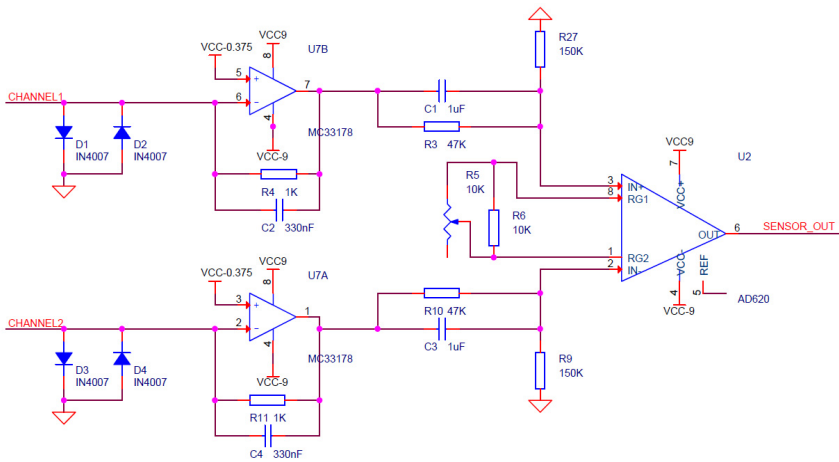 VCC9
U7B
VCC-0.375
8
5
+
7
CHANNEL1
6
−
4
MC33178
VCC-9
D1
IN4007
D2
IN4007
R4 1K
C2 330nF
C1 1uF
R3 47K
R27
150K
R5
10K
R6
10K
VCC9
7
U2
3
IN+
8
RG1
VCC+
OUT
6
SENSOR_OUT
1
RG2
2
IN-
VCC-
REF
4
5
AD620
VCC-9
VCC9
VCC-0.375
8
U7A
3
+
1
CHANNEL2
2
−
4
MC33178
VCC-9
D3
IN4007
D4
IN4007
R11 1K
C4 330nF
R10 47K
C3 1uF
R9
150K